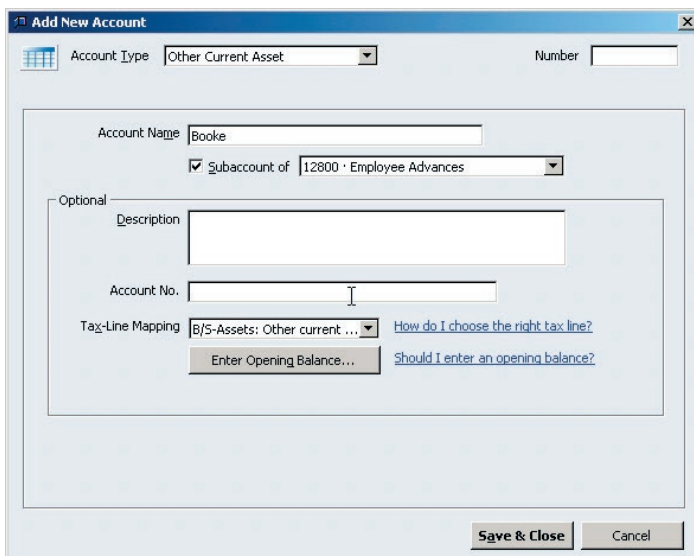 Add New Account
Account Type Other Current Asset Number
Account Name Booke
Subaccount of 12800 · Employee Advances
Optional
Description
Account No.
Tax-Line Mapping B/S-Assets: Other current ... How do I choose the right tax line?
Enter Opening Balance... Should I enter an opening balance?
Save & Close Cancel